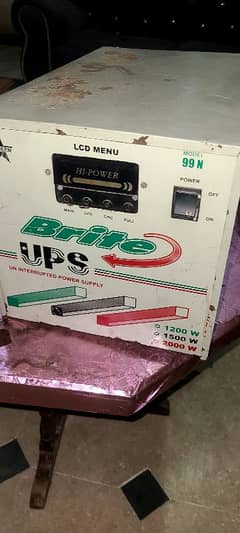 LCD MENU
HI-POWER
MODEL
99 N
POWER
OFF
ON
Brite
UPS
UN INTERRUPTED POWER SUPPLY
1200 W
1500 W
2000 W